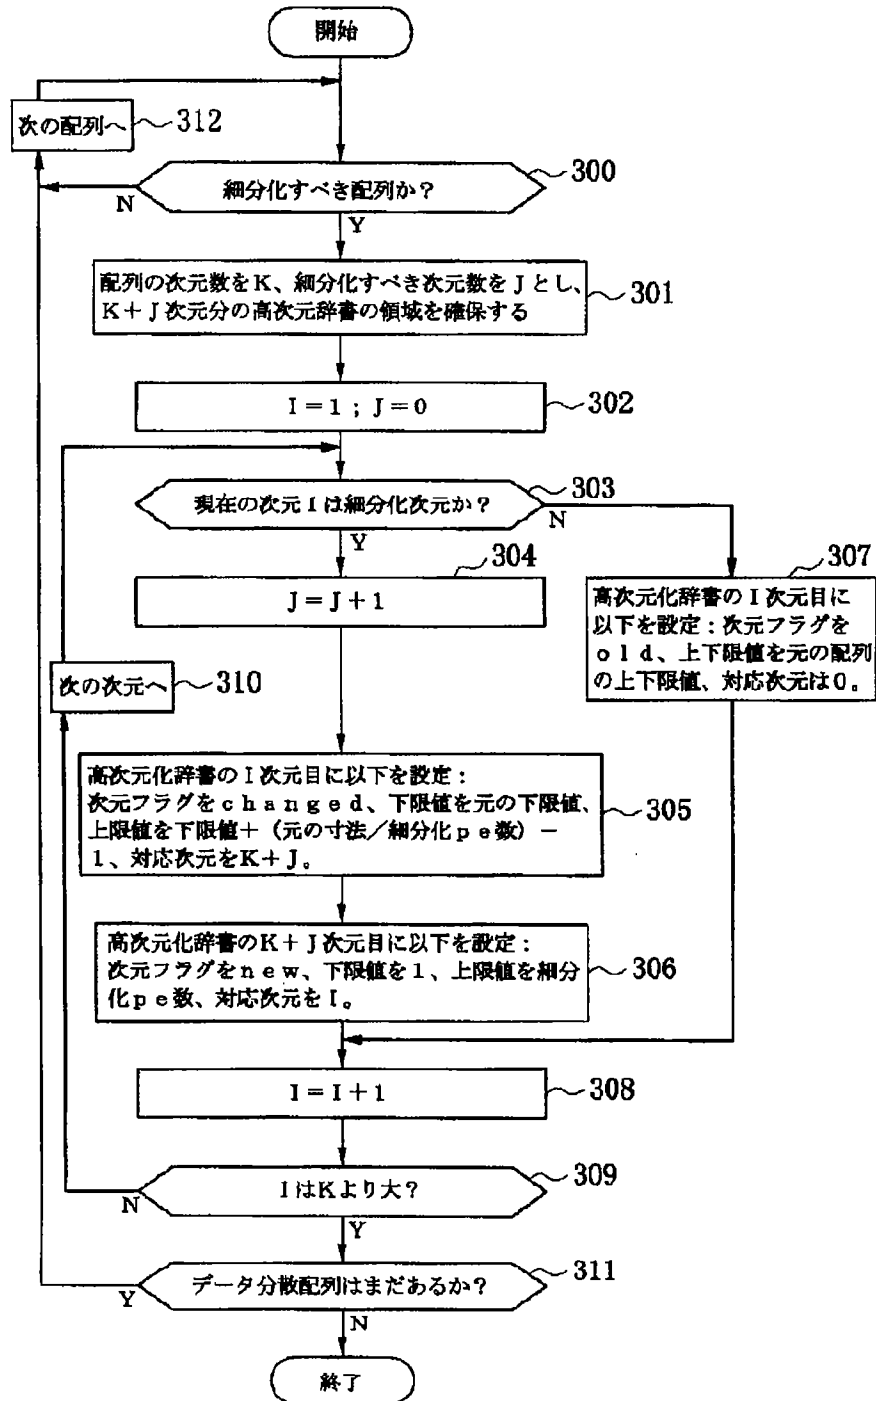 開始
次の配列へ
312
細分化すべき配列か？
300
N
Y
配列の次元数をK、細分化すべき次元数をJとし、
K＋J次元分の高次元辞書の領域を確保する
301
I＝1；J＝0
302
現在の次元Iは細分化次元か？
303
N
Y
304
J＝J＋1
307
高次元化辞書のI次元目に
以下を設定：次元フラグを
old、上下限値を元の配列
の上下限値、対応次元は0。
次の次元へ
310
高次元化辞書のI次元目に以下を設定：
次元フラグをchanged、下限値を元の下限値、
上限値を下限値＋（元の寸法／細分化pe数）－
1、対応次元をK＋J。
305
高次元化辞書のK＋J次元目に以下を設定：
次元フラグをnew、下限値を1、上限値を細分
化pe数、対応次元をI。
306
I＝I＋1
308
IはKより大？
309
N
Y
データ分散配列はまだあるか？
311
Y
N
終了